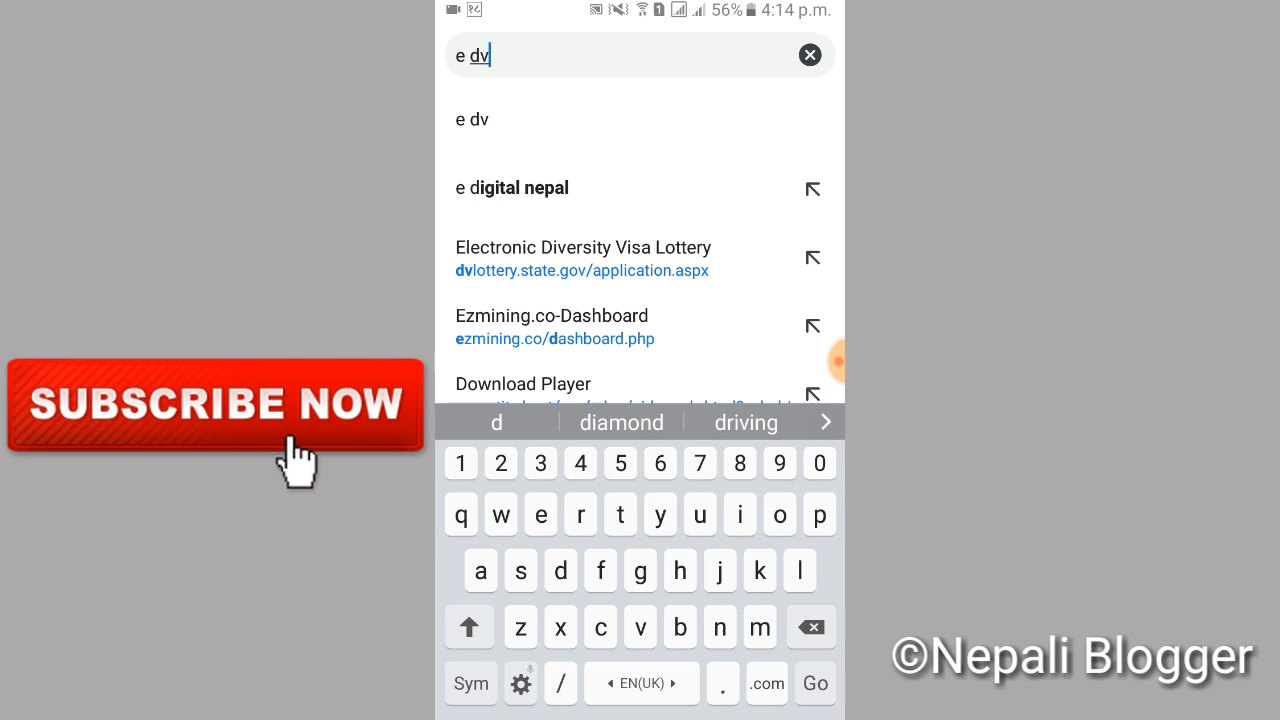 १८ 1 56% 4:14 p.m.
e dv
e dv
e digital nepal
Electronic Diversity Visa Lottery
dvlottery.state.gov/application.aspx
Ezmining.co-Dashboard
ezmining.co/dashboard.php
Download Player
SUBSCRIBE NOW
d diamond driving
1 2 3 4 5 6 7 8 9 0
q w e r t y u i o p
a s d f g h j k l
z x c v b n m
Sym / EN(UK) . .com Go
©Nepali Blogger